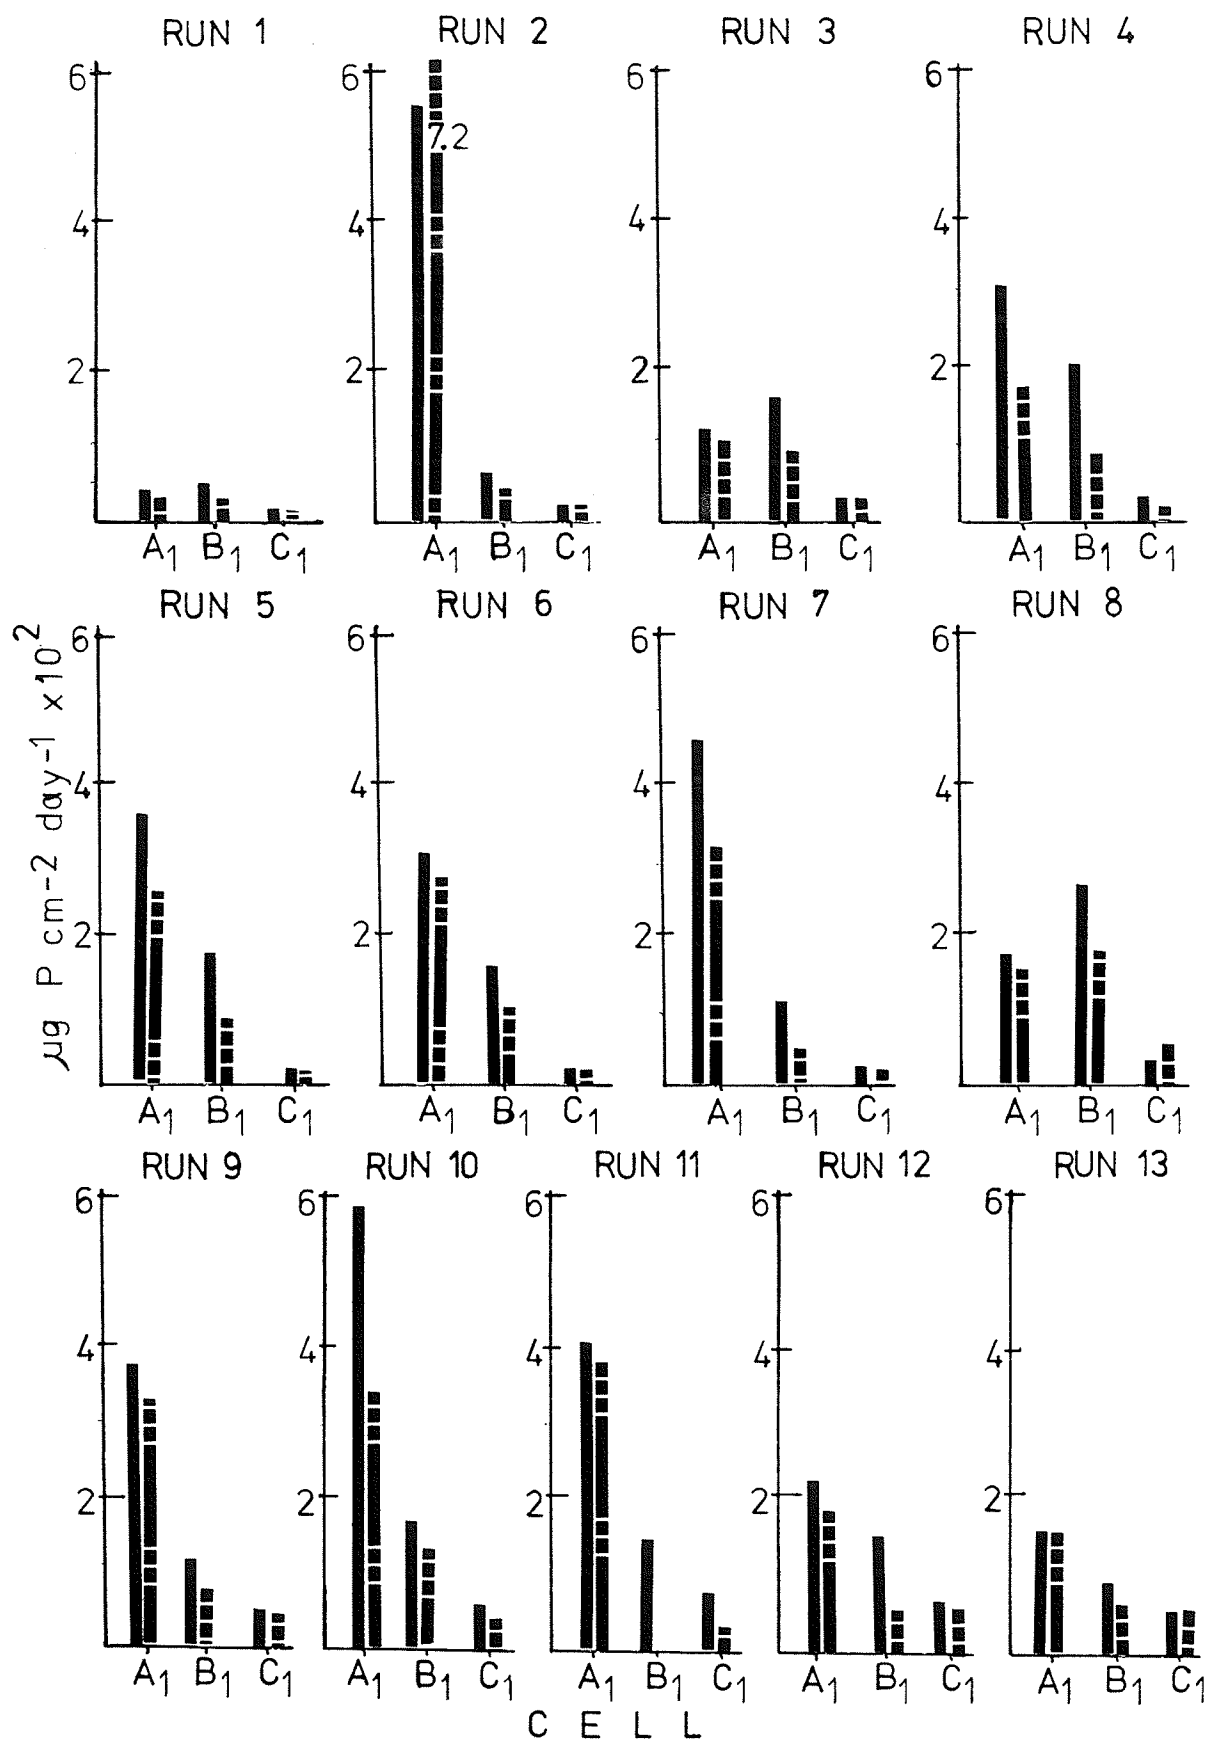 RUN 1 RUN 2 RUN 3 RUN 4
6 6 6 6
7.2
4 4 4 4
2 2 2 2
A1 B1 C1 A1 B1 C1 A1 B1 C1 A1 B1 C1
RUN 5 RUN 6 RUN 7 RUN 8
µg P cm-2 day-1 x10-2
6 6 6 6
4 4 4 4
2 2 2 2
A1 B1 C1 A1 B1 C1 A1 B1 C1 A1 B1 C1
RUN 9 RUN 10 RUN 11 RUN 12 RUN 13
6 6 6 6 6
4 4 4 4 4
2 2 2 2 2
A1 B1 C1 A1 B1 C1 A1 B1 C1 A1 B1 C1 A1 B1 C1
C E L L